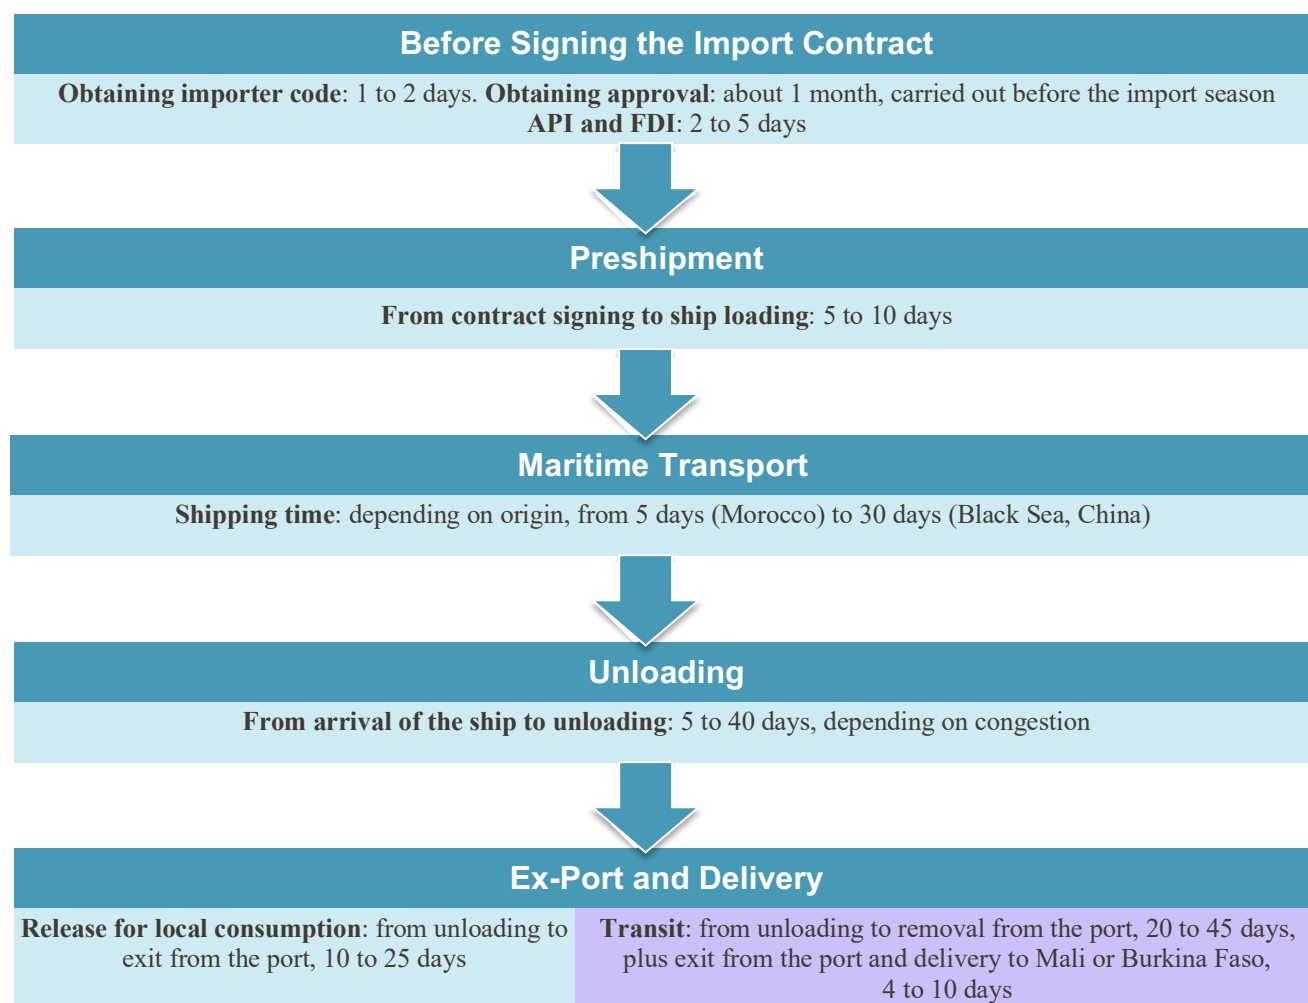 Before Signing the Import Contract
Obtaining importer code: 1 to 2 days. Obtaining approval: about 1 month, carried out before the import season
API and FDI: 2 to 5 days
Preshipment
From contract signing to ship loading: 5 to 10 days
Maritime Transport
Shipping time: depending on origin, from 5 days (Morocco) to 30 days (Black Sea, China)
Unloading
From arrival of the ship to unloading: 5 to 40 days, depending on congestion
Ex-Port and Delivery
Release for local consumption: from unloading to
exit from the port, 10 to 25 days
Transit: from unloading to removal from the port, 20 to 45 days,
plus exit from the port and delivery to Mali or Burkina Faso,
4 to 10 days